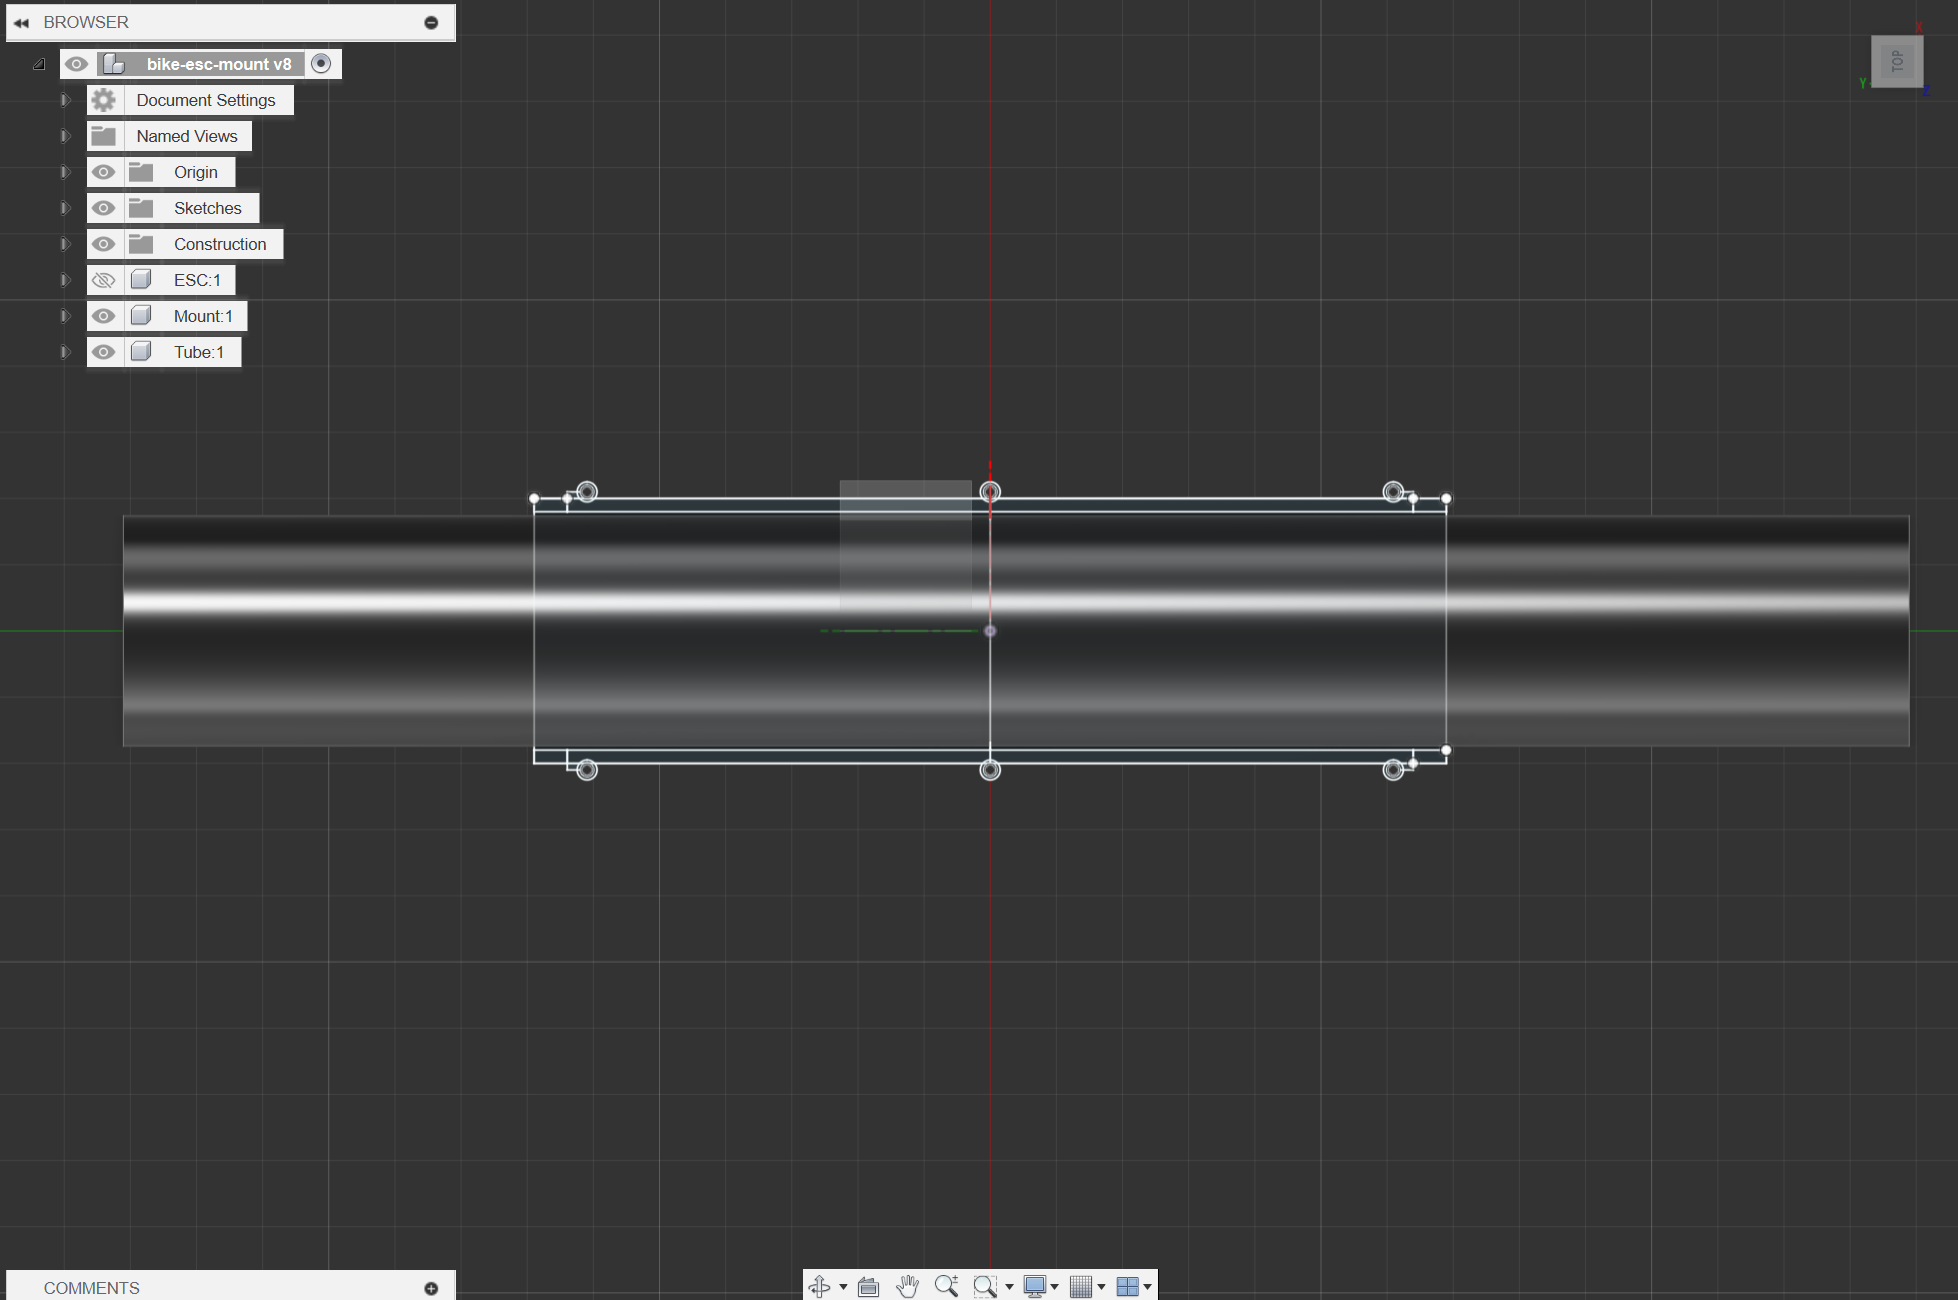 BROWSER
bike-esc-mount v8
Document Settings
Named Views
Origin
Sketches
Construction
ESC:1
Mount:1
Tube:1
X
TOP
Y
Z
COMMENTS